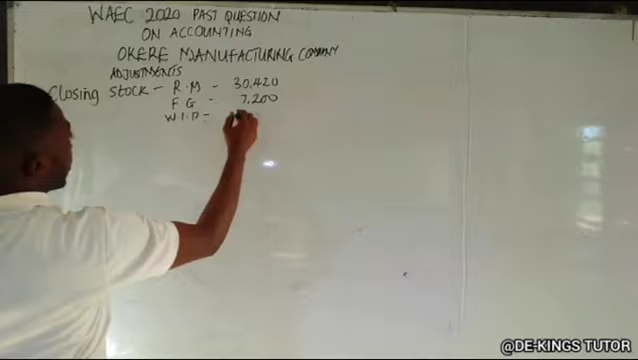 WAEC 2020 PAST QUESTION
ON ACCOUNTING
OKERE MANUFACTURING COMPANY
ADJUSTMENTS
Closing stock - R.M - 30,420
F G - 7,200
W.I.P -
@DE-KINGS TUTOR